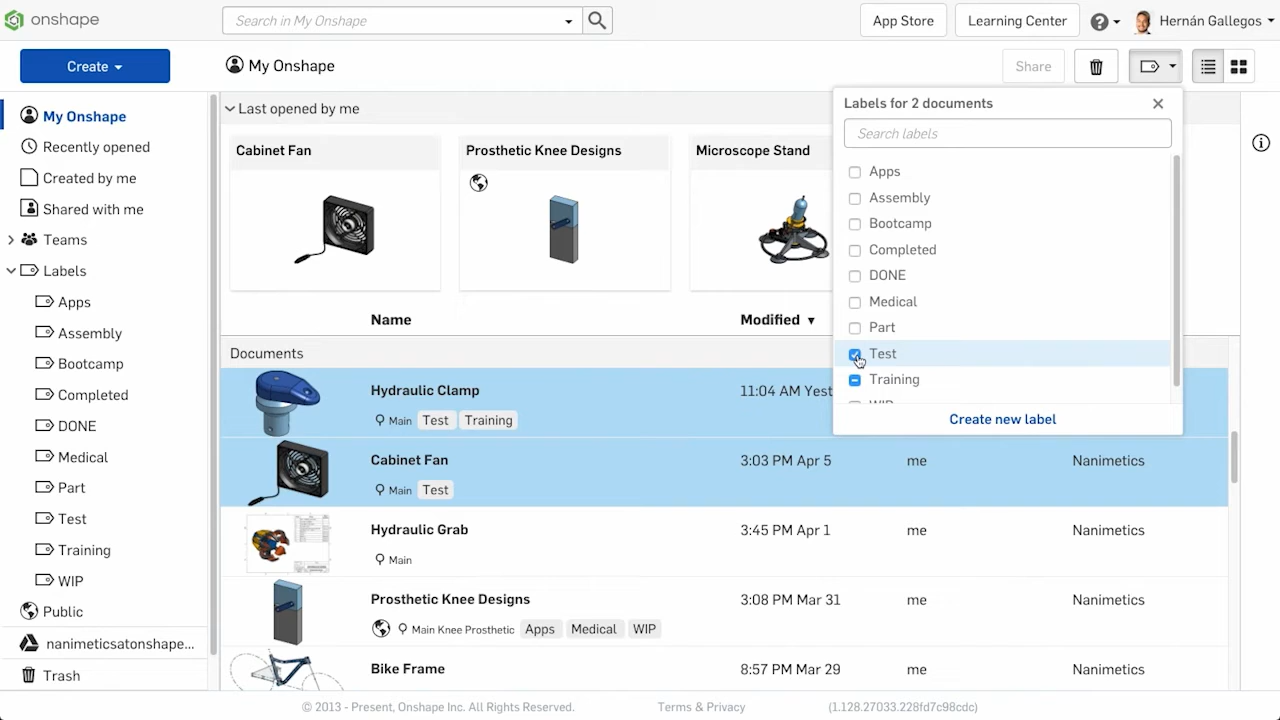 onshape
Search in My Onshape
App Store
Learning Center
Hernán Gallegos
Create
My Onshape
Share
My Onshape
Recently opened
Created by me
Shared with me
Teams
Labels
Apps
Assembly
Bootcamp
Completed
DONE
Medical
Part
Test
Training
WIP
Public
nanimeticsatonshape...
Trash
Last opened by me
Cabinet Fan
Prosthetic Knee Designs
Microscope Stand
Name
Modified
Documents
Hydraulic Clamp
11:04 AM Yest
Main Test Training
Cabinet Fan
3:03 PM Apr 5
me
Nanimetics
Main Test
Hydraulic Grab
3:45 PM Apr 1
me
Nanimetics
Main
Prosthetic Knee Designs
3:08 PM Mar 31
me
Nanimetics
Main Knee Prosthetic Apps Medical WIP
Bike Frame
8:57 PM Mar 29
me
Nanimetics
Labels for 2 documents
Search labels
Apps
Assembly
Bootcamp
Completed
DONE
Medical
Part
Test
Training
WIP
Create new label
© 2013 - Present, Onshape Inc. All Rights Reserved.
Terms & Privacy
(1.128.27033.228fd7c98cdc)